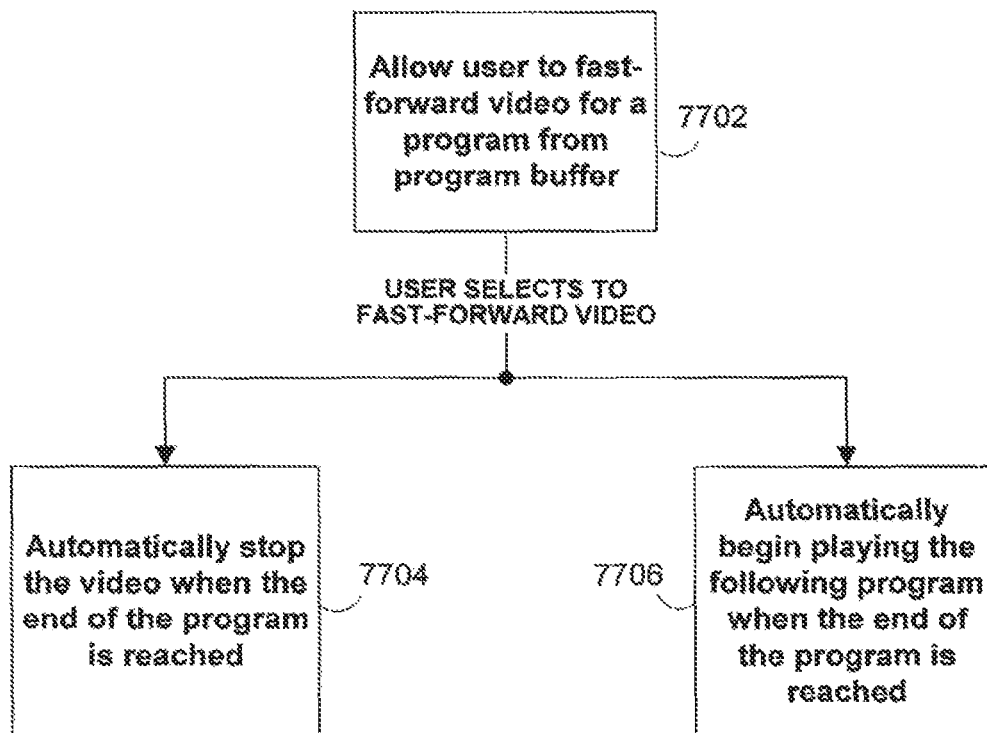 Allow user to fast-
forward video for a
program from
program buffer
7702
USER SELECTS TO
FAST-FORWARD VIDEO
Automatically stop
the video when the
end of the program
is reached
7704
7706
Automatically
begin playing the
following program
when the end of
the program is
reached